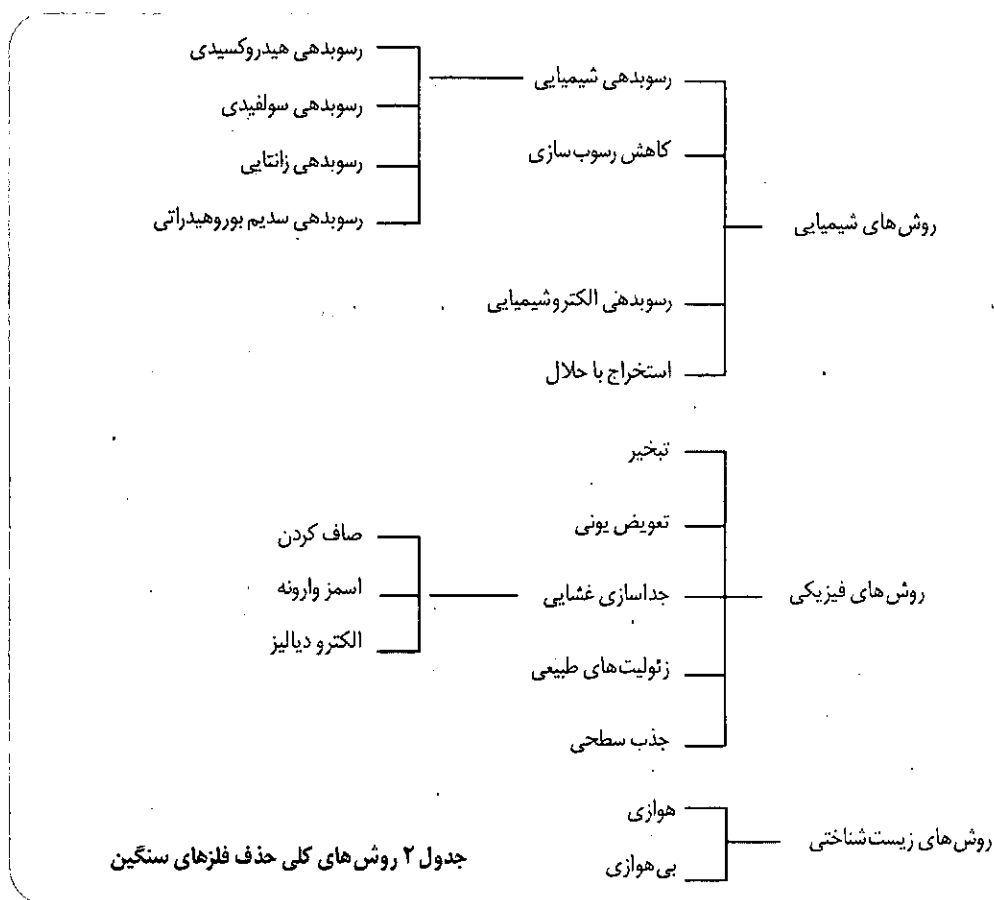 روش‌های شیمیایی
رسوبدهی شیمیایی
رسوبدهی هیدروکسیدی
رسوبدهی سولفیدی
رسوبدهی زانتایی
رسوبدهی سدیم بوروهیدراتی
کاهش رسوب‌سازی
رسوبدهی الکتروشیمیایی
استخراج با حلال
روش‌های فیزیکی
تبخیر
تعویض یونی
جداسازی غشایی
صاف کردن
اسمز وارونه
الکترو دیالیز
زئولیت‌های طبیعی
جذب سطحی
روش‌های زیست‌شناختی
هوازی
بی‌هوازی
جدول ۲ روش‌های کلی حذف فلزهای سنگین